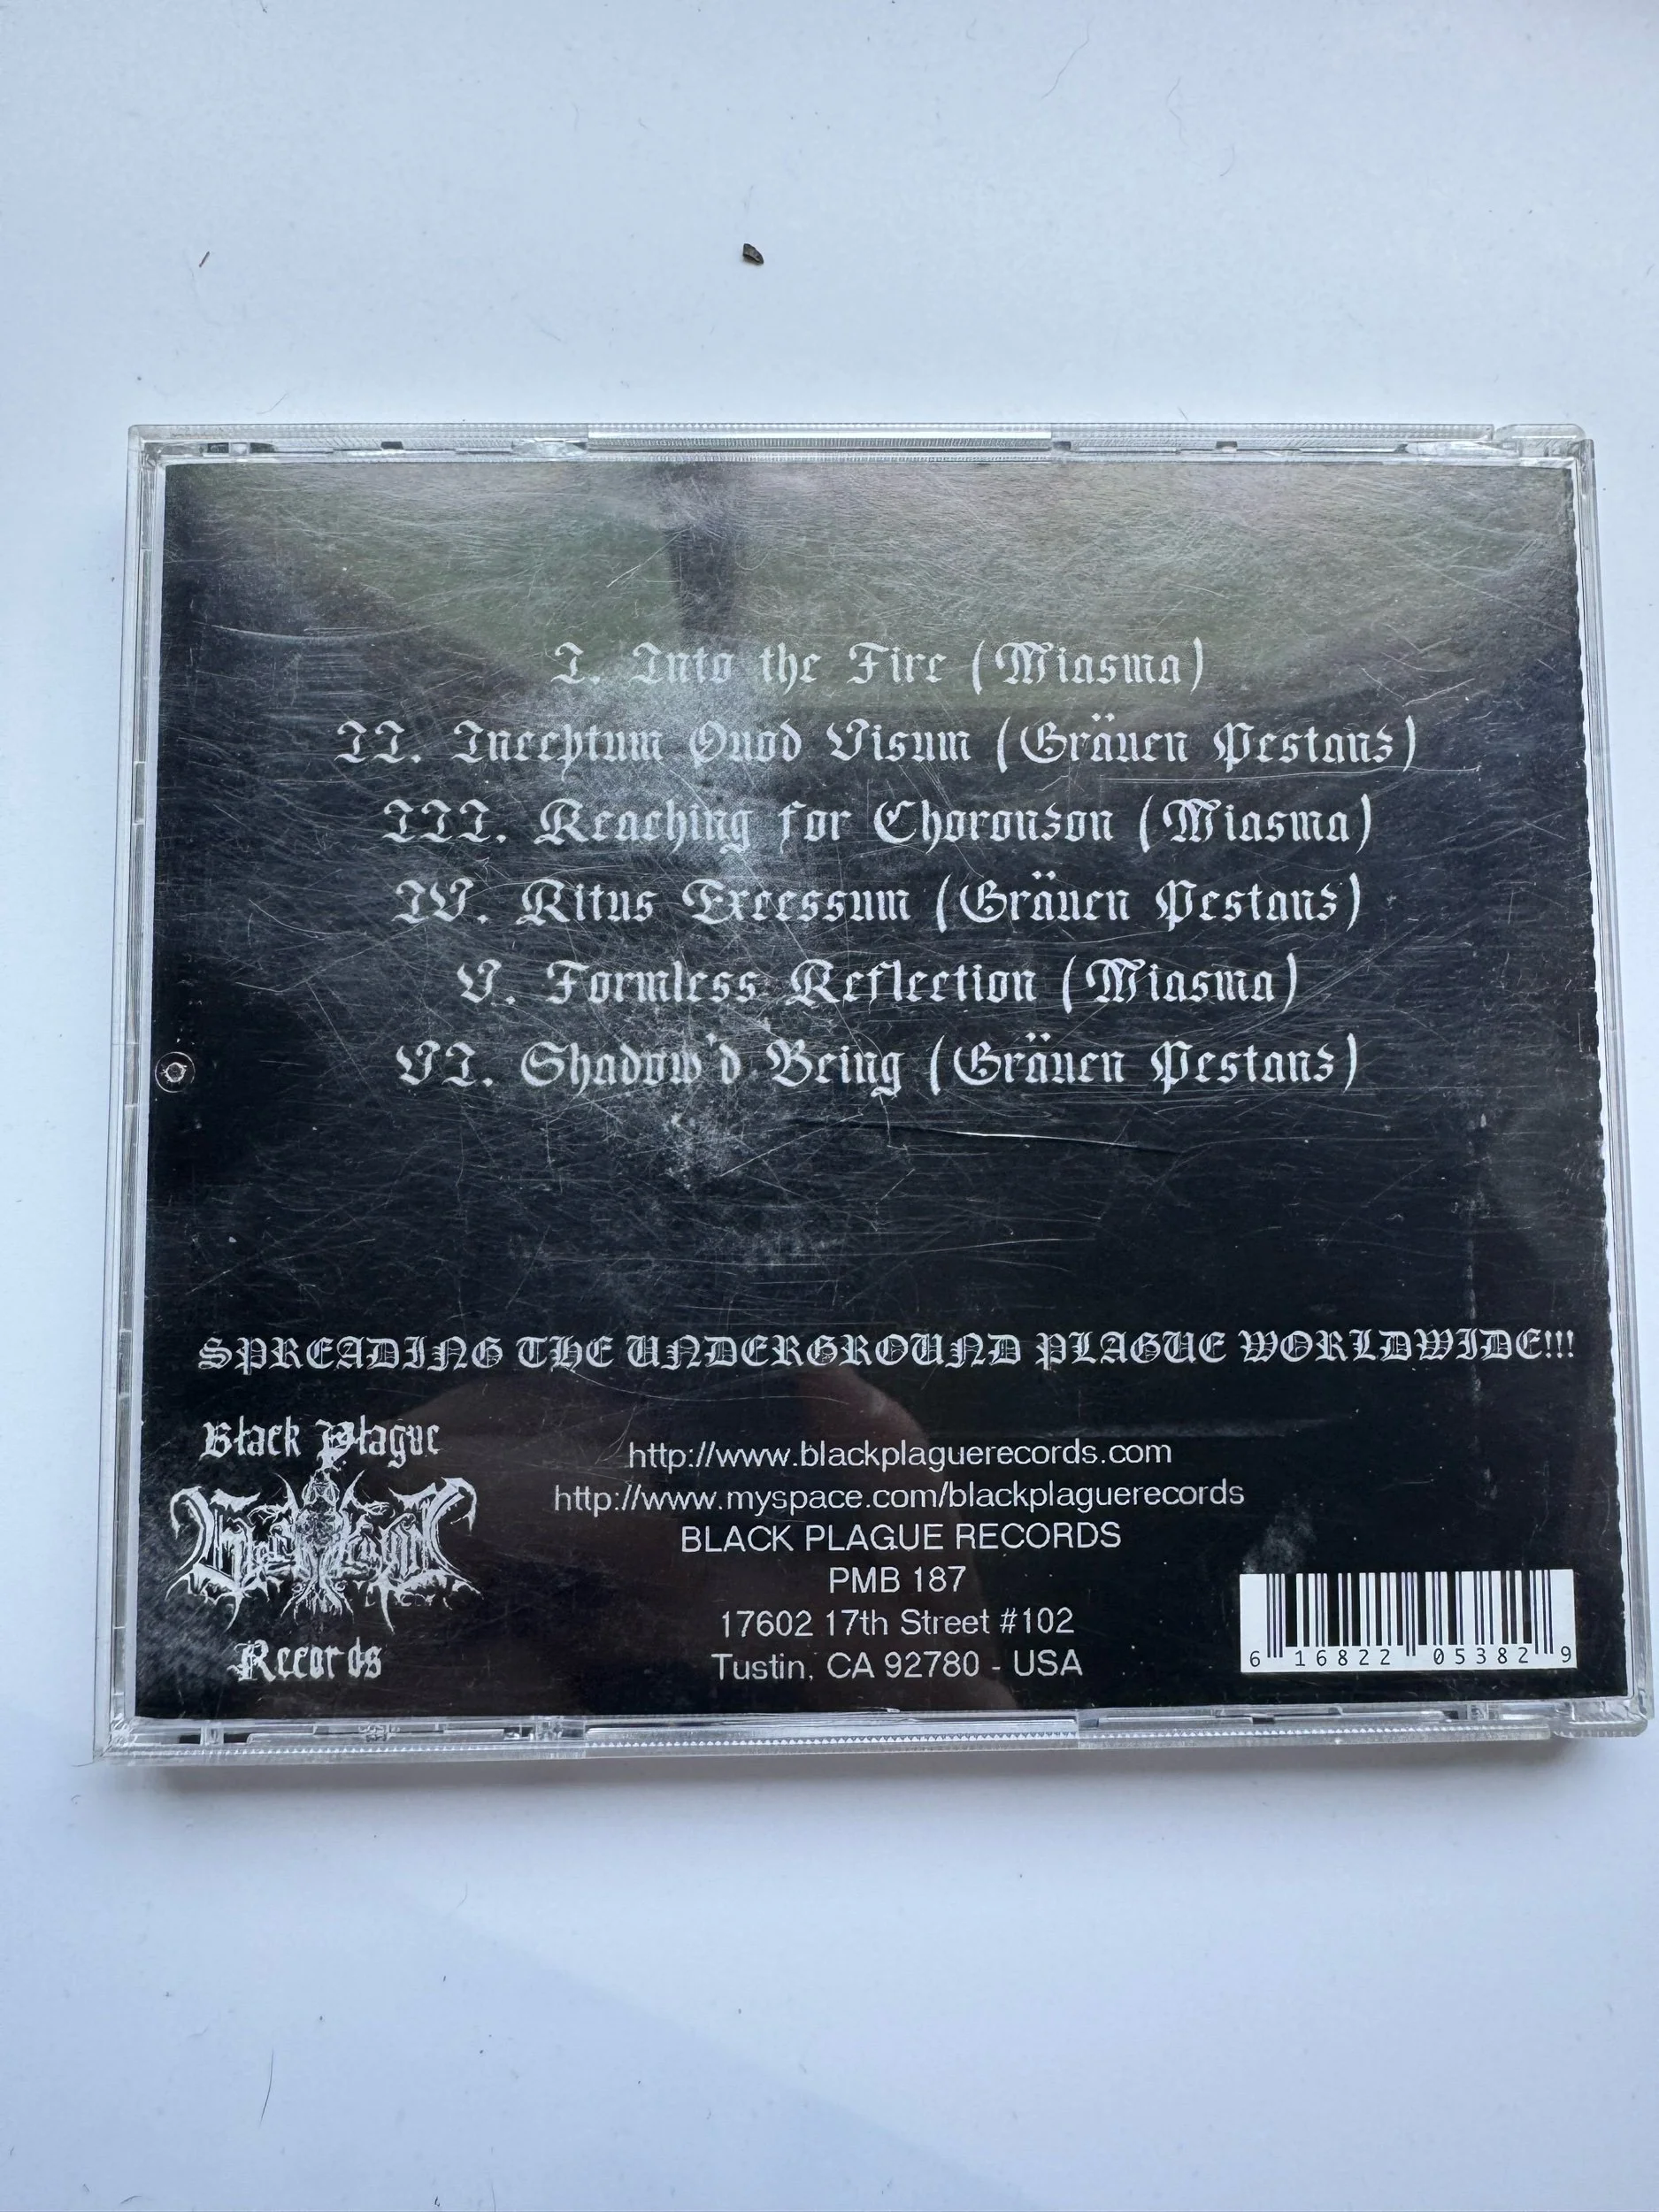 I. Into the Fire (Miasma)
II. Inceptum Quod Visum (Gräuen Pestanz)
III. Reaching for Choronzon (Miasma)
IV. Ritus Excessum (Gräuen Pestanz)
V. Formless Reflection (Miasma)
VI. Shadow'd Being (Gräuen Pestanz)
SPREADING THE UNDERGROUND PLAGUE WORLDWIDE!!!
Black Plague
Records
http://www.blackplaguerecords.com
http://www.myspace.com/blackplaguerecords
BLACK PLAGUE RECORDS
PMB 187
17602 17th Street #102
Tustin, CA 92780 - USA
6 16822 05382 9